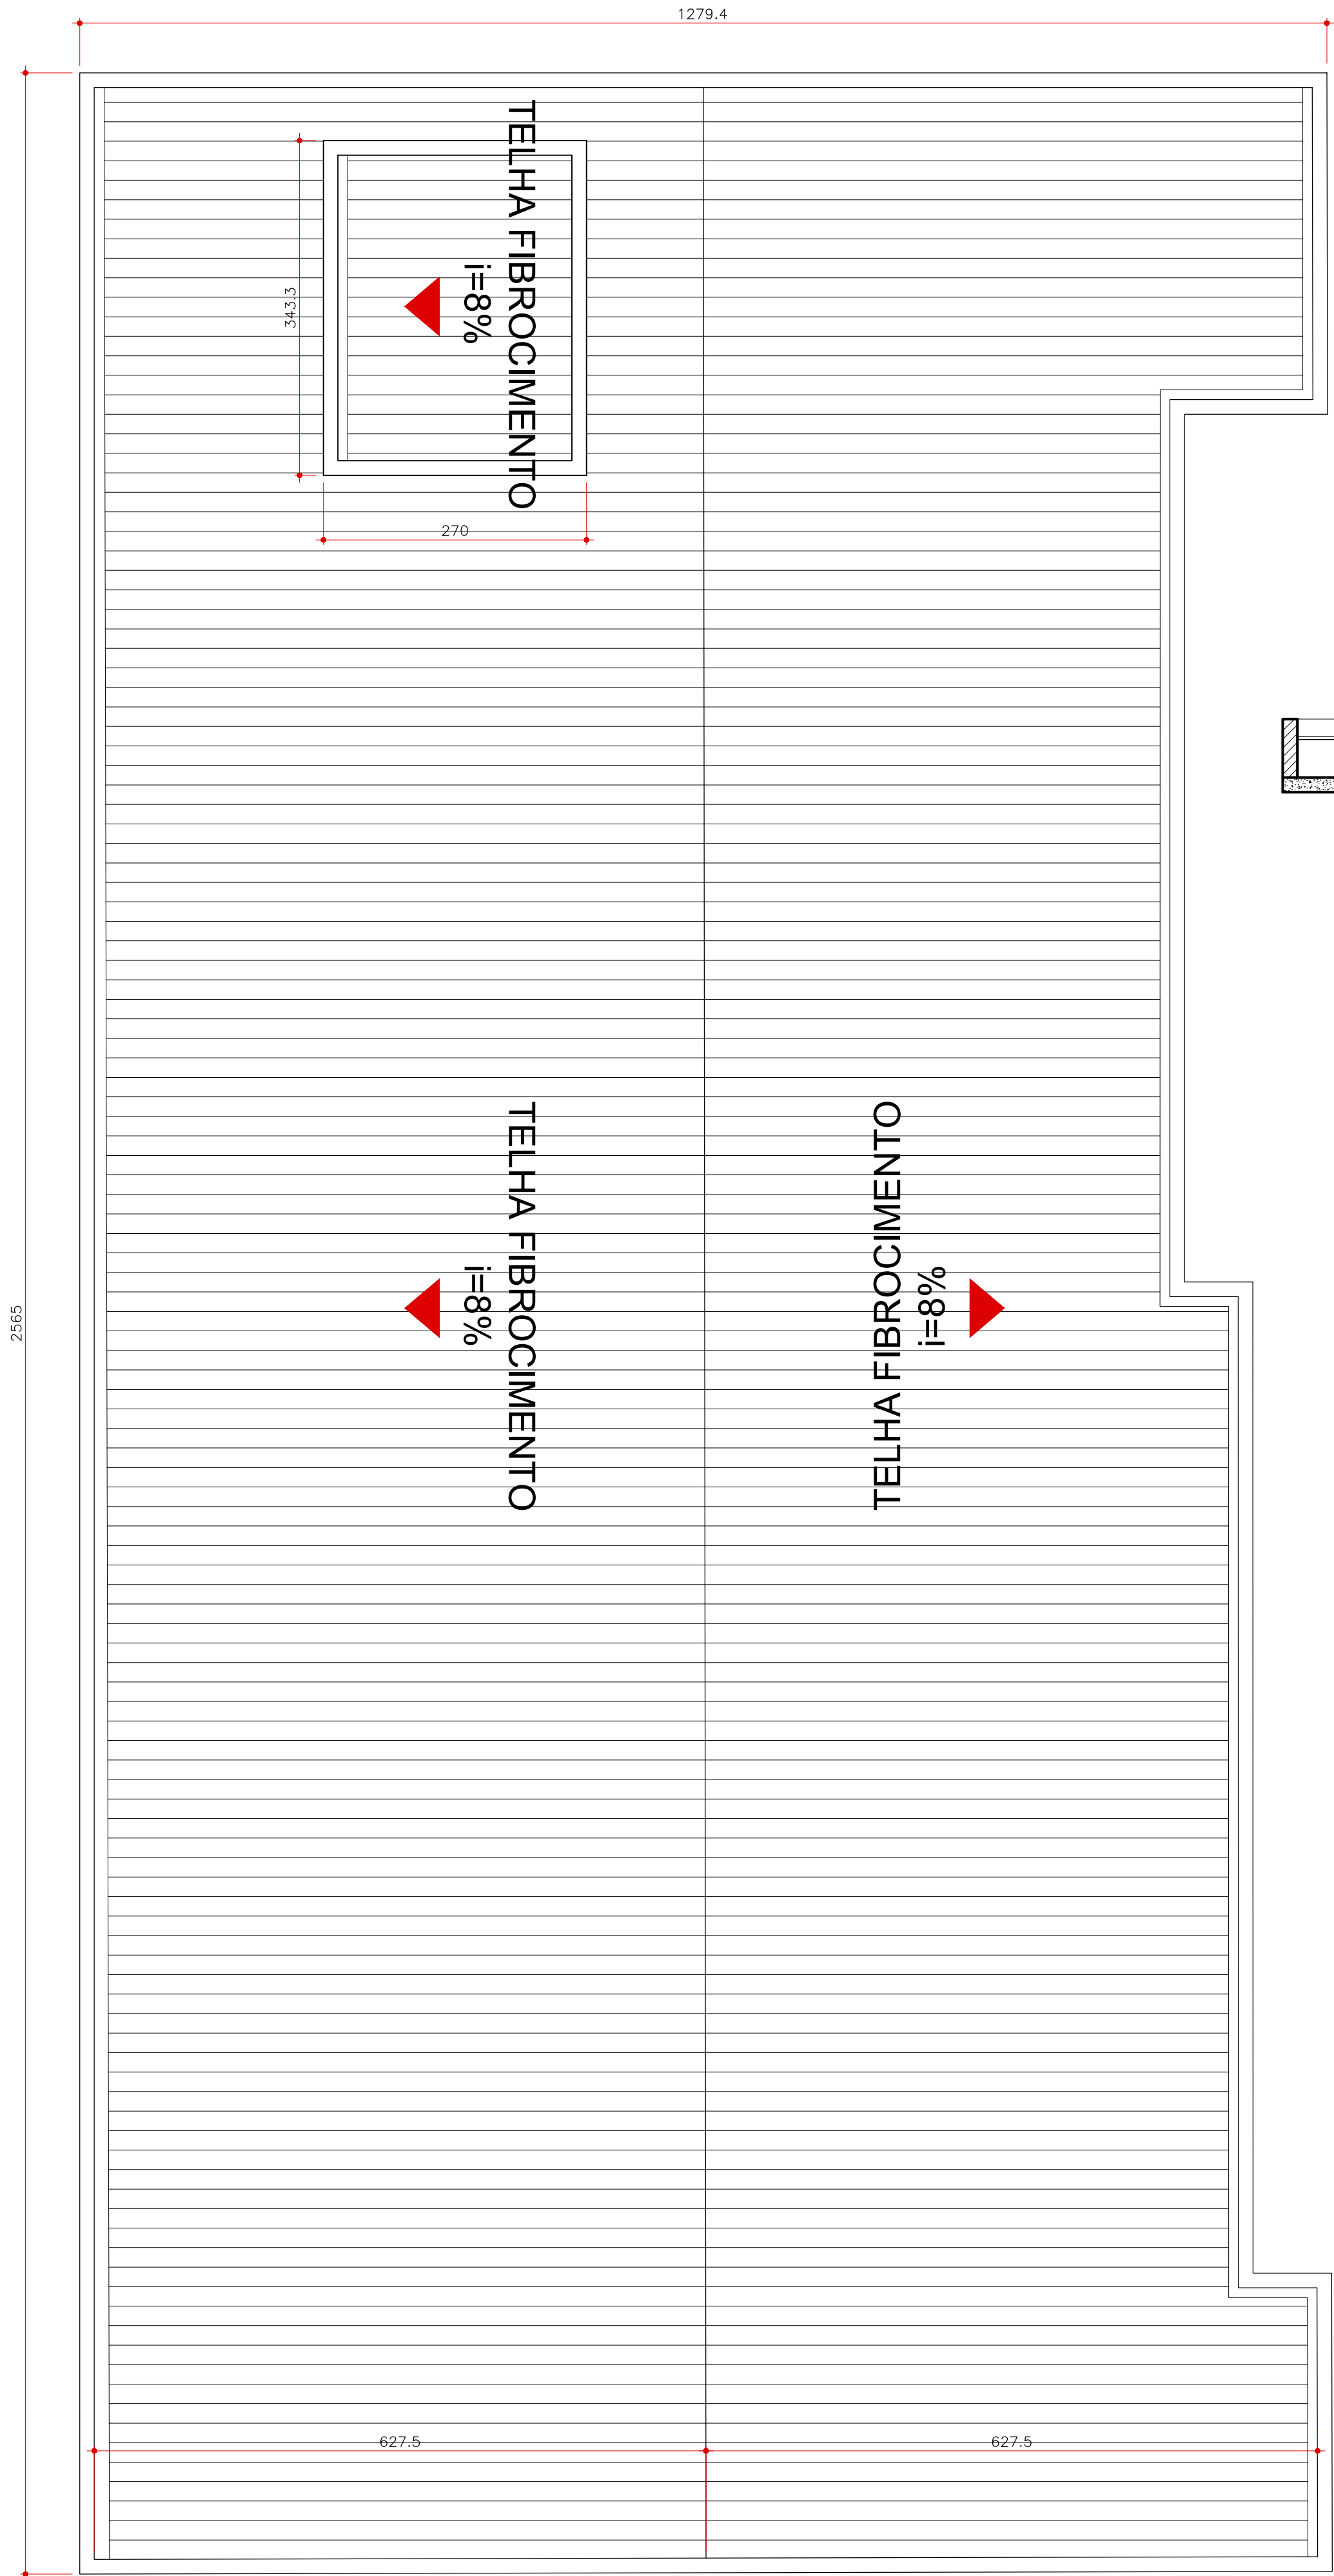 1279.4
TELHA FIBROCIMENTO
i=8%
343.3
270
TELHA FIBROCIMENTO
i=8%
TELHA FIBROCIMENTO
i=8%
2565
627.5
627.5